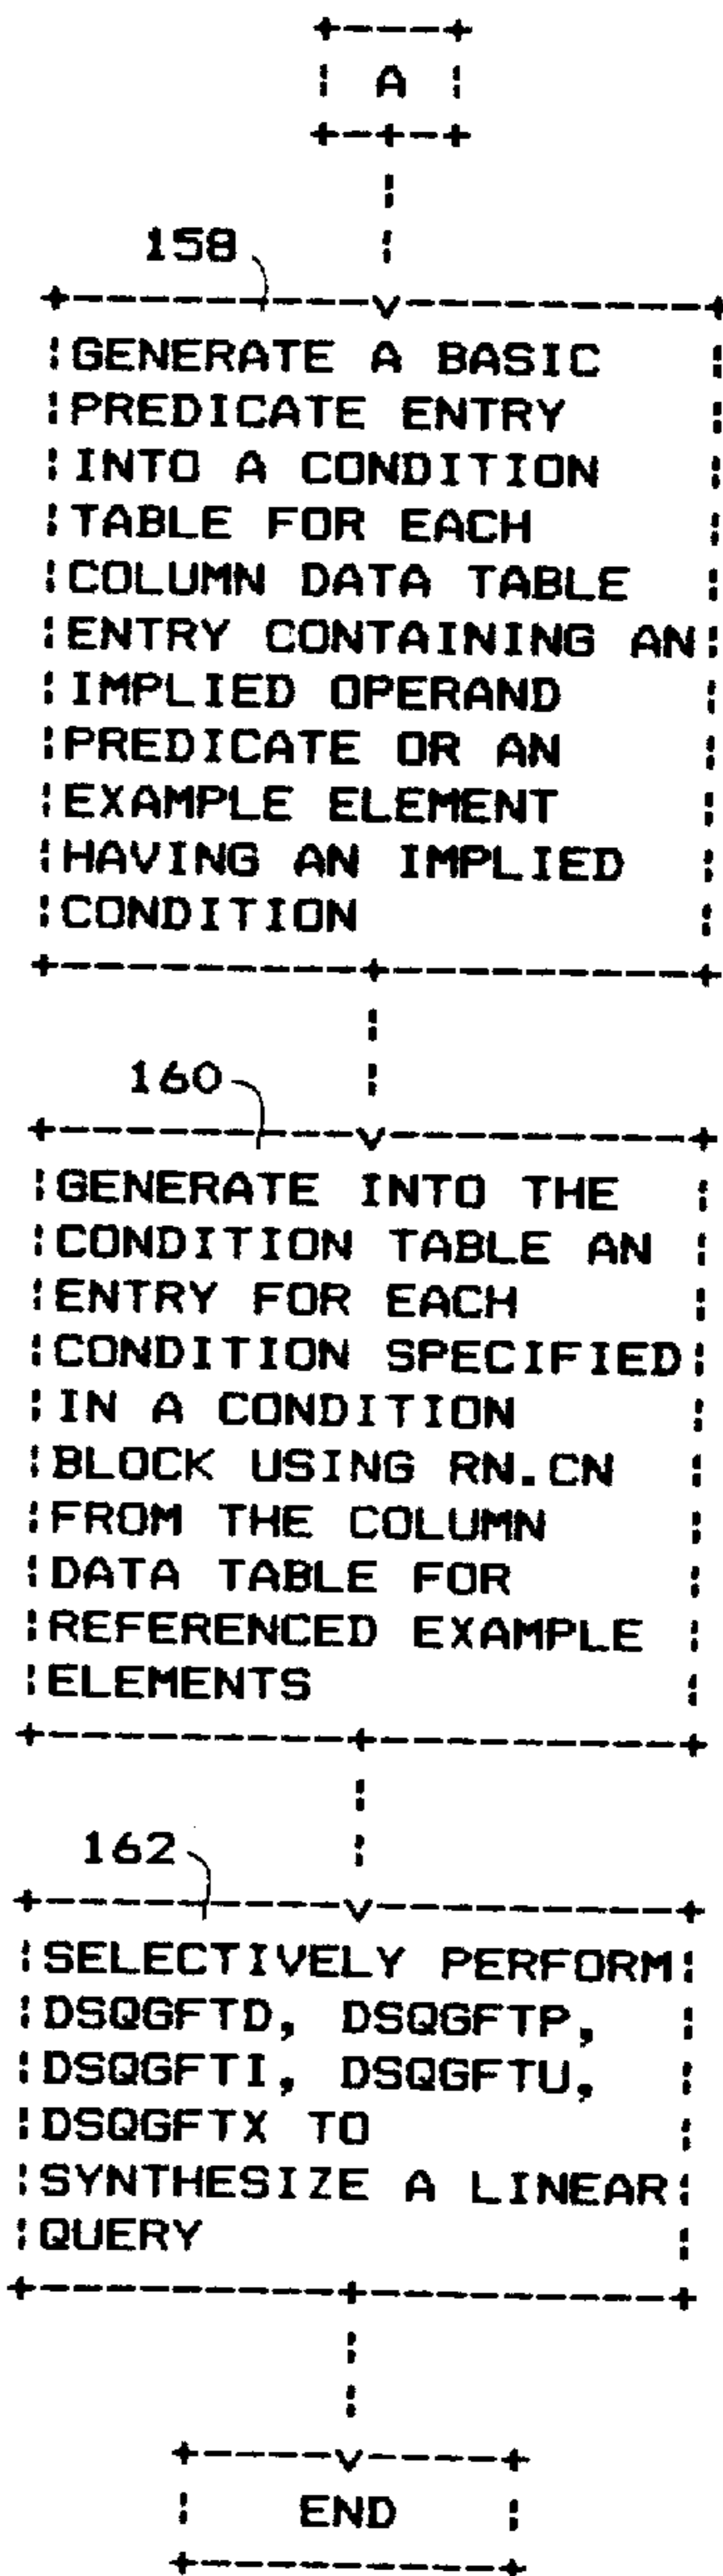 A
158
GENERATE A BASIC
PREDICATE ENTRY
INTO A CONDITION
TABLE FOR EACH
COLUMN DATA TABLE
ENTRY CONTAINING AN
IMPLIED OPERAND
PREDICATE OR AN
EXAMPLE ELEMENT
HAVING AN IMPLIED
CONDITION
160
GENERATE INTO THE
CONDITION TABLE AN
ENTRY FOR EACH
CONDITION SPECIFIED
IN A CONDITION
BLOCK USING RN.CN
FROM THE COLUMN
DATA TABLE FOR
REFERENCED EXAMPLE
ELEMENTS
162
SELECTIVELY PERFORM
DSQGFTD, DSQGFTP,
DSQGFTI, DSQGFTU,
DSQGFTX TO
SYNTHESIZE A LINEAR
QUERY
END